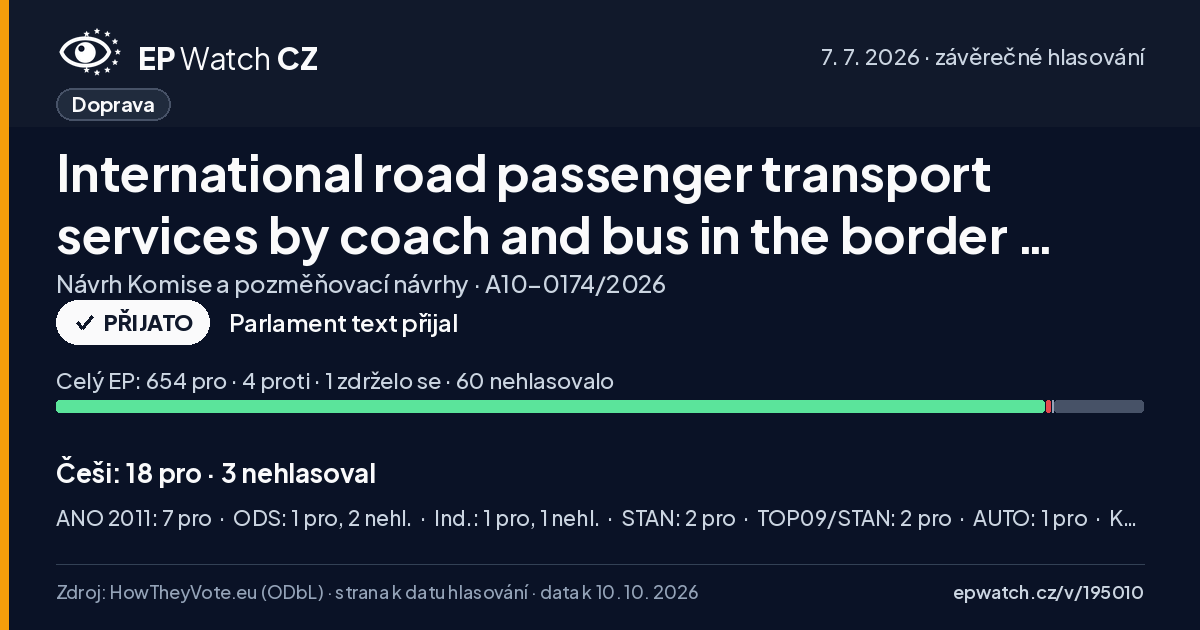 EP Watch CZ
7. 7. 2026 · závěrečné hlasování
Doprava
International road passenger transport
services by coach and bus in the border …
Návrh Komise a pozměňovací návrhy · A10-0174/2026
✓ PŘIJATO Parlament text přijal
Celý EP: 654 pro · 4 proti · 1 zdrželo se · 60 nehlasovalo
Češi: 18 pro · 3 nehlasoval
ANO 2011: 7 pro · ODS: 1 pro, 2 nehl. · Ind.: 1 pro, 1 nehl. · STAN: 2 pro · TOP09/STAN: 2 pro · AUTO: 1 pro · K…
Zdroj: HowTheyVote.eu (ODbL) · strana k datu hlasování · data k 10. 10. 2026
epwatch.cz/v/195010